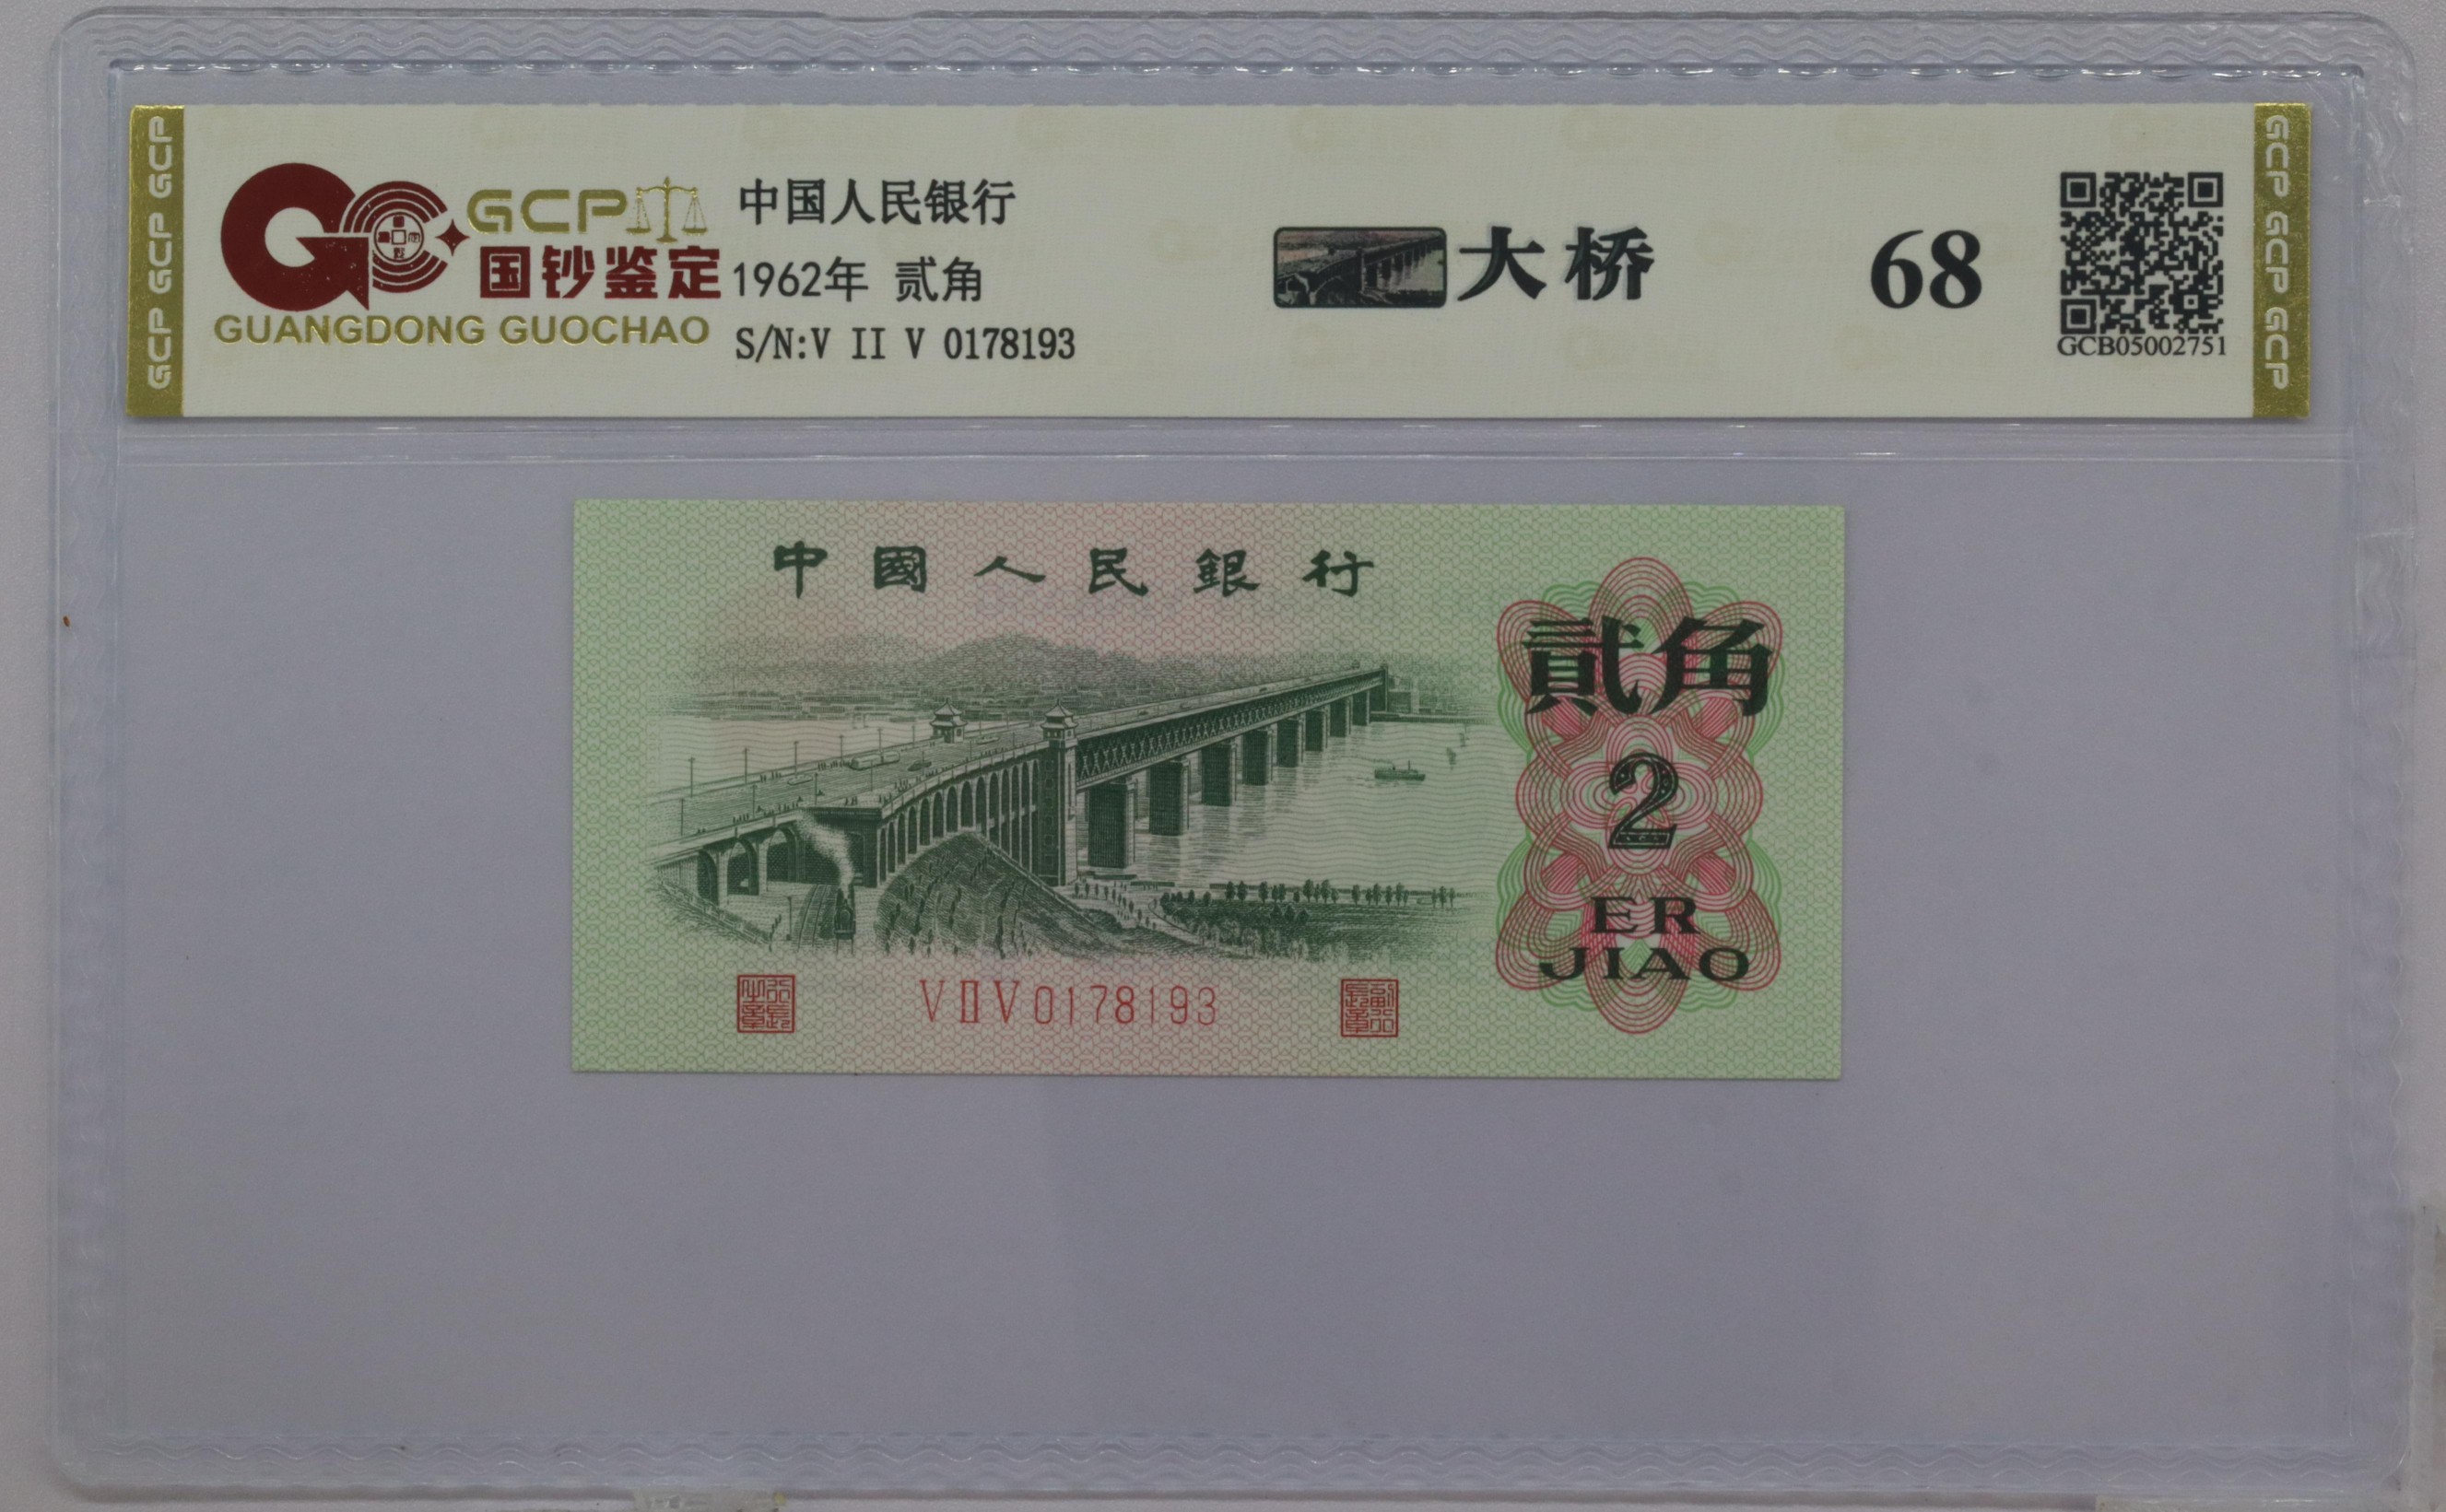 GCP GCP GCP
GCP
国钞鉴定
GUANGDONG GUOCHAO
中国人民银行
1962年 贰角
S/N:V II V 0178193
大桥
68
GCB05002751
GCP GCP GCP
中國人民銀行
貳角
2
ER
JIAO
VⅡV0178193